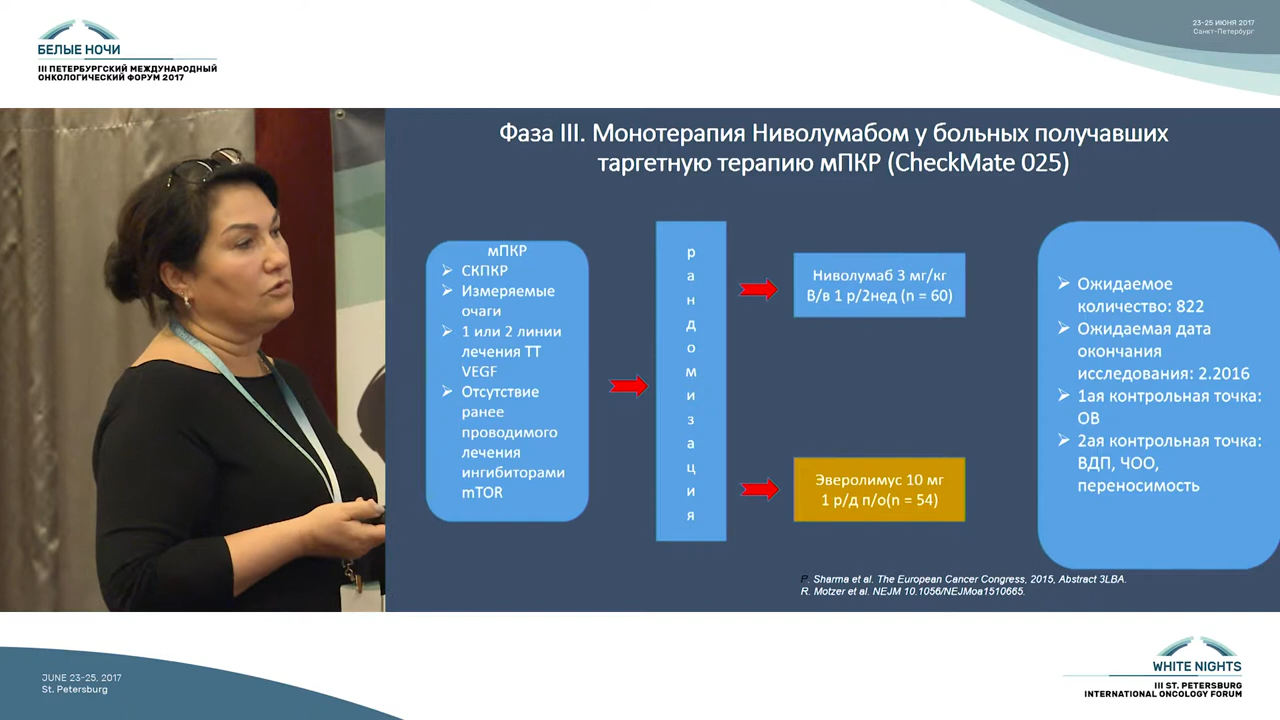 БЕЛЫЕ НОЧИ
III ПЕТЕРБУРГСКИЙ МЕЖДУНАРОДНЫЙ
ОНКОЛОГИЧЕСКИЙ ФОРУМ 2017
23-25 ИЮНЯ 2017
Санкт-Петербург
Фаза III. Монотерапия Ниволумабом у больных получавших
таргетную терапию мПКР (CheckMate 025)
мПКР
СКПКР
Измеряемые
очаги
1 или 2 линии
лечения ТТ
VEGF
Отсутствие
ранее
проводимого
лечения
ингибиторами
mTOR
рандомизация
Ниволумаб 3 мг/кг
В/в 1 р/2нед (n = 60)
Эверолимус 10 мг
1 р/д п/о(n = 54)
Ожидаемое
количество: 822
Ожидаемая дата
окончания
исследования: 2.2016
1ая контрольная точка:
ОВ
2ая контрольная точка:
ВДП, ЧОО,
переносимость
P. Sharma et al. The European Cancer Congress, 2015, Abstract 3LBA.
R. Motzer et al. NEJM 10.1056/NEJMoa1510665.
JUNE 23-25, 2017
St. Petersburg
WHITE NIGHTS
III ST. PETERSBURG
INTERNATIONAL ONCOLOGY FORUM